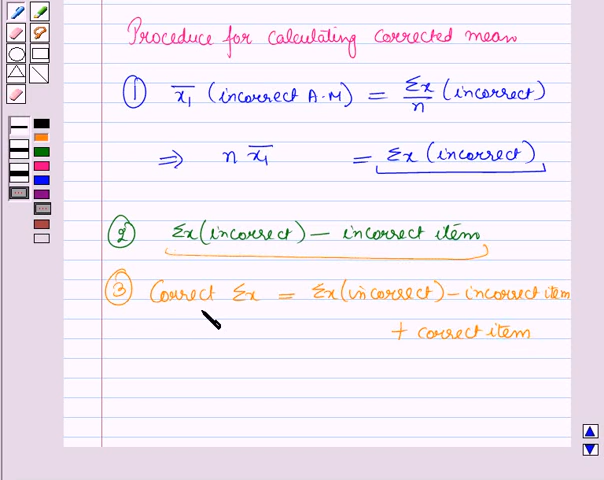 Procedure for calculating corrected mean
① x̄₁ (incorrect A.M) = Σx/n (incorrect)
⇒ n x̄₁ = Σx (incorrect)
② Σx (incorrect) – incorrect item
③ Correct Σx = Σx (incorrect) – incorrect item
+ correct item